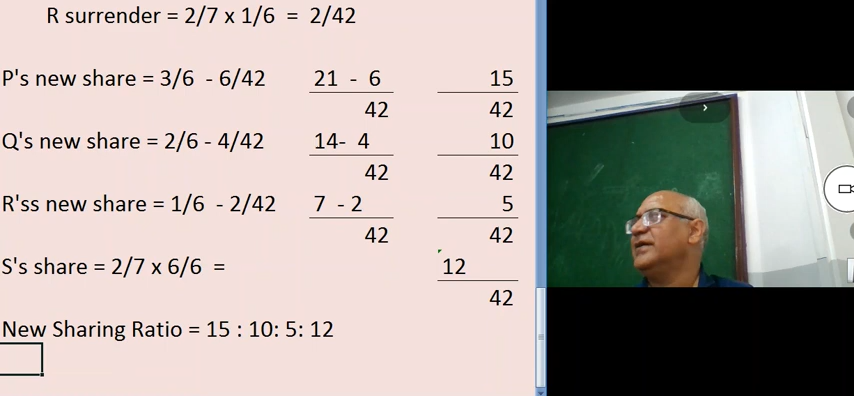 R surrender = 2/7 x 1/6 = 2/42
P's new share = 3/6 - 6/42 21 - 6 15
42 42
Q's new share = 2/6 - 4/42 14- 4 10
42 42
R'ss new share = 1/6 - 2/42 7 - 2 5
42 42
S's share = 2/7 x 6/6 = 12
42
New Sharing Ratio = 15 : 10: 5: 12